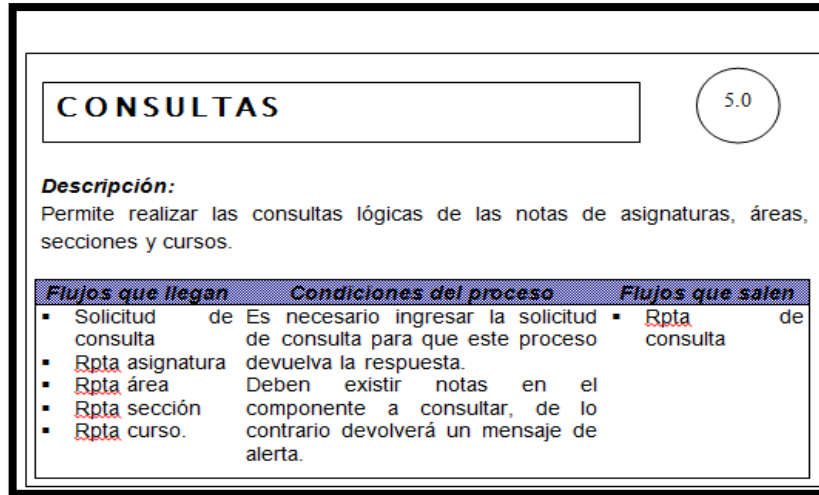 CONSULTAS
5.0
Descripción:
Permite realizar las consultas lógicas de las notas de asignaturas, áreas,
secciones y cursos.
Flujos que llegan Condiciones del proceso Flujos que salen
▪ Solicitud de
consulta
▪ Rpta asignatura
▪ Rpta área
▪ Rpta sección
▪ Rpta curso.
Es necesario ingresar la solicitud
de consulta para que este proceso
devuelva la respuesta.
Deben existir notas en el
componente a consultar, de lo
contrario devolverá un mensaje de
alerta.
▪ Rpta de
consulta